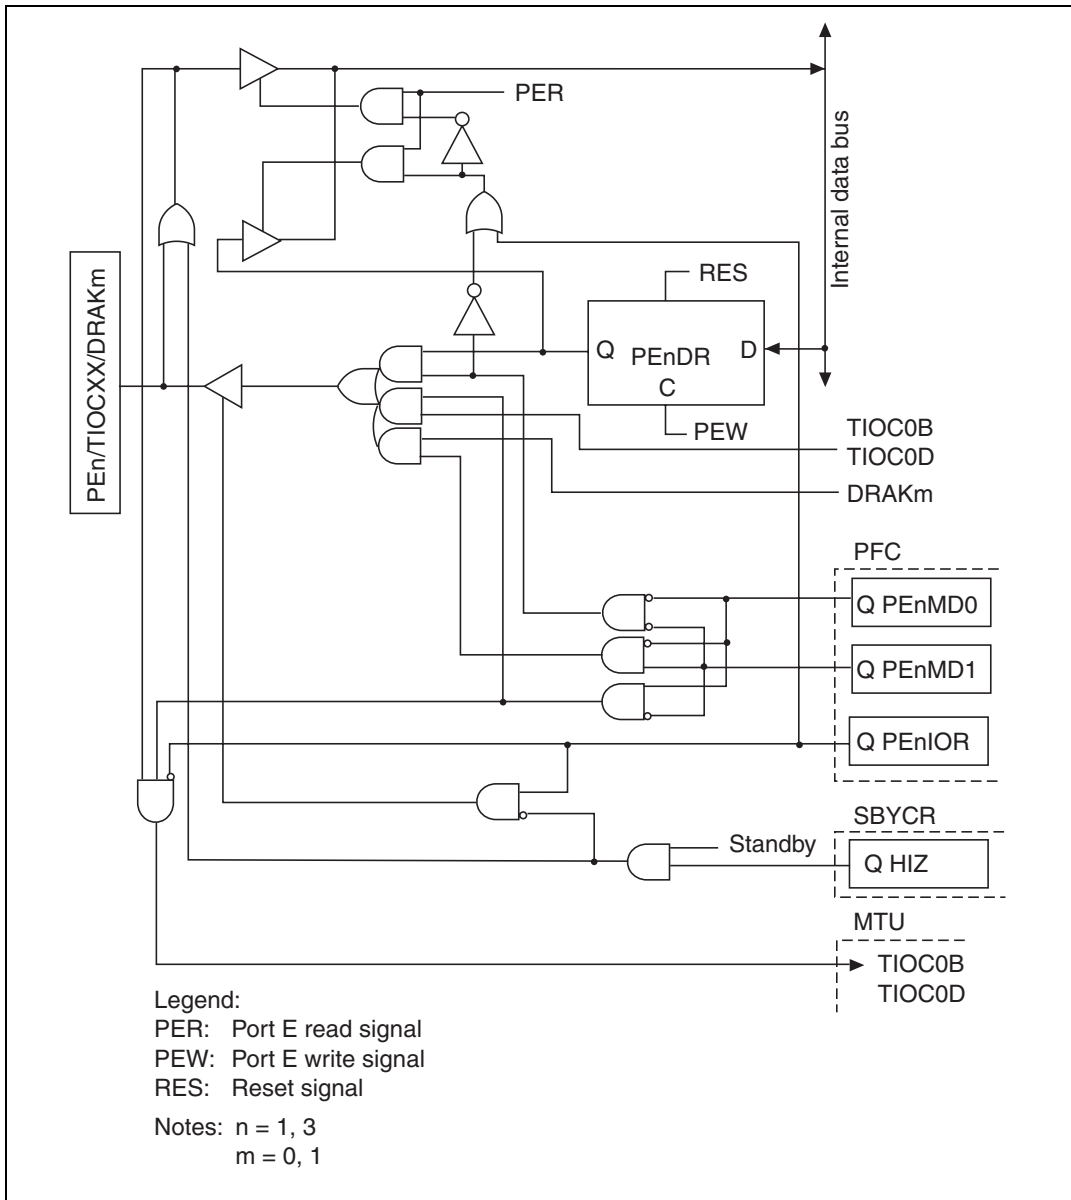 PER
Internal data bus
PEn/TIOCXX/DRAKm
RES
Q PEnDR D
C
PEW
TIOC0B
TIOC0D
DRAKm
PFC
Q PEnMD0
Q PEnMD1
Q PEnIOR
SBYCR
Standby
Q HIZ
MTU
TIOC0B
TIOC0D
Legend:
PER: Port E read signal
PEW: Port E write signal
RES: Reset signal
Notes: n = 1, 3
m = 0, 1